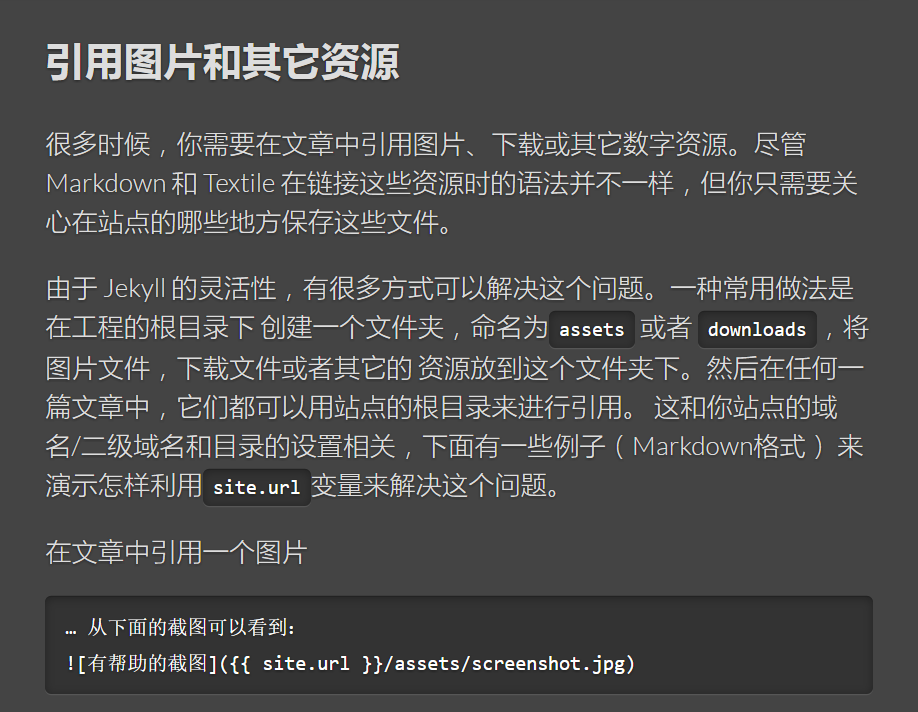 引用图片和其它资源
很多时候，你需要在文章中引用图片、下载或其它数字资源。尽管
Markdown 和 Textile 在链接这些资源时的语法并不一样，但你只需要关
心在站点的哪些地方保存这些文件。
由于 Jekyll 的灵活性，有很多方式可以解决这个问题。一种常用做法是
在工程的根目录下 创建一个文件夹，命名为 assets 或者 downloads ，将
图片文件，下载文件或者其它的 资源放到这个文件夹下。然后在任何一
篇文章中，它们都可以用站点的根目录来进行引用。 这和你站点的域
名/二级域名和目录的设置相关，下面有一些例子（Markdown格式）来
演示怎样利用 site.url 变量来解决这个问题。
在文章中引用一个图片
… 从下面的截图可以看到:
![有帮助的截图]({{ site.url }}/assets/screenshot.jpg)